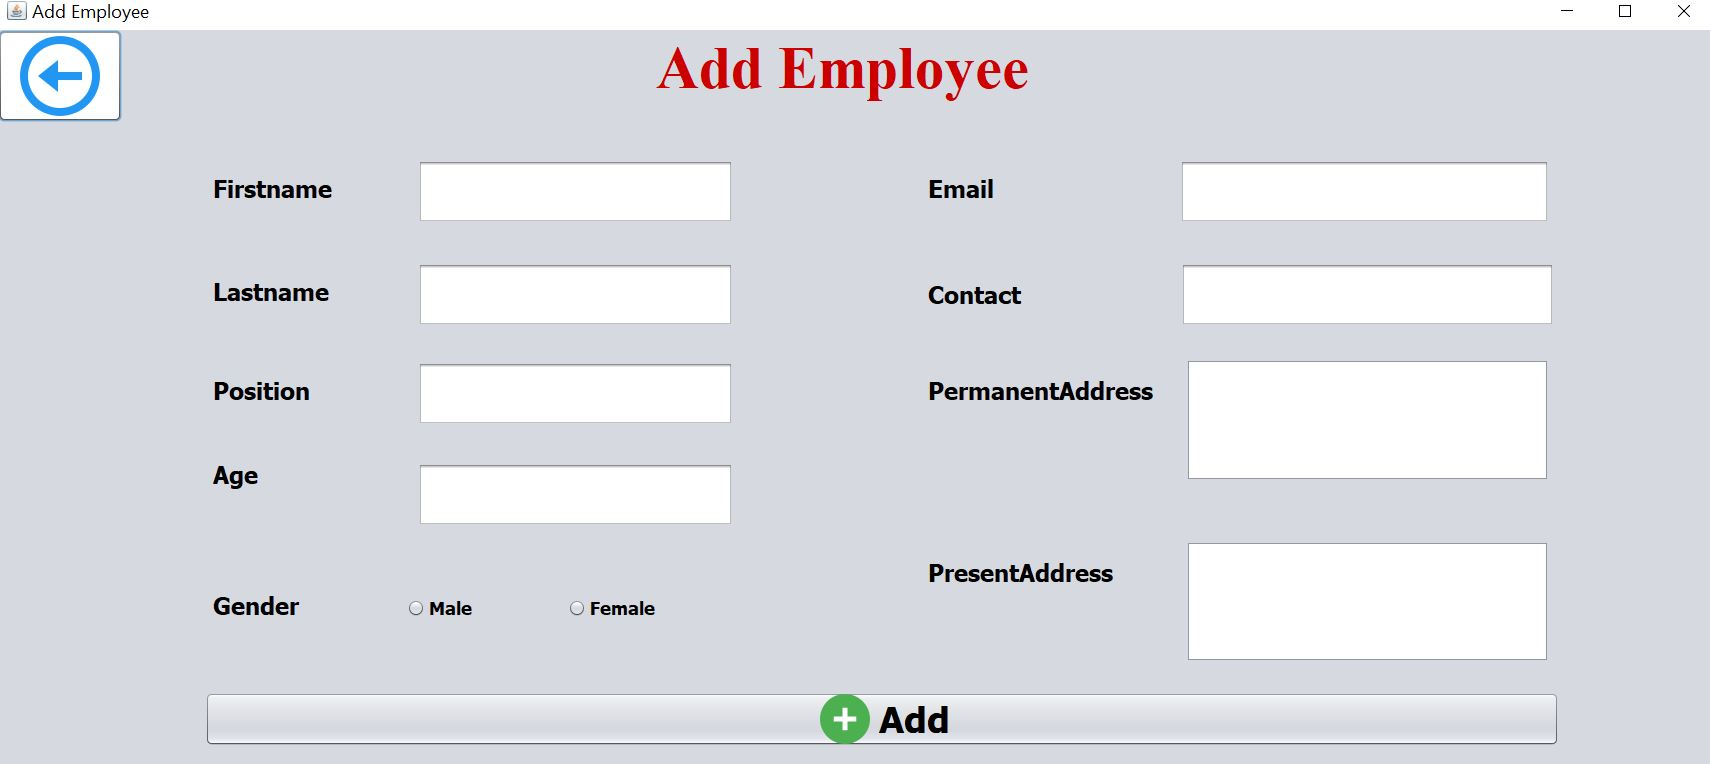 Add Employee
Add Employee
Firstname
Email
Lastname
Contact
Position
PermanentAddress
Age
PresentAddress
Gender
Male
Female
Add